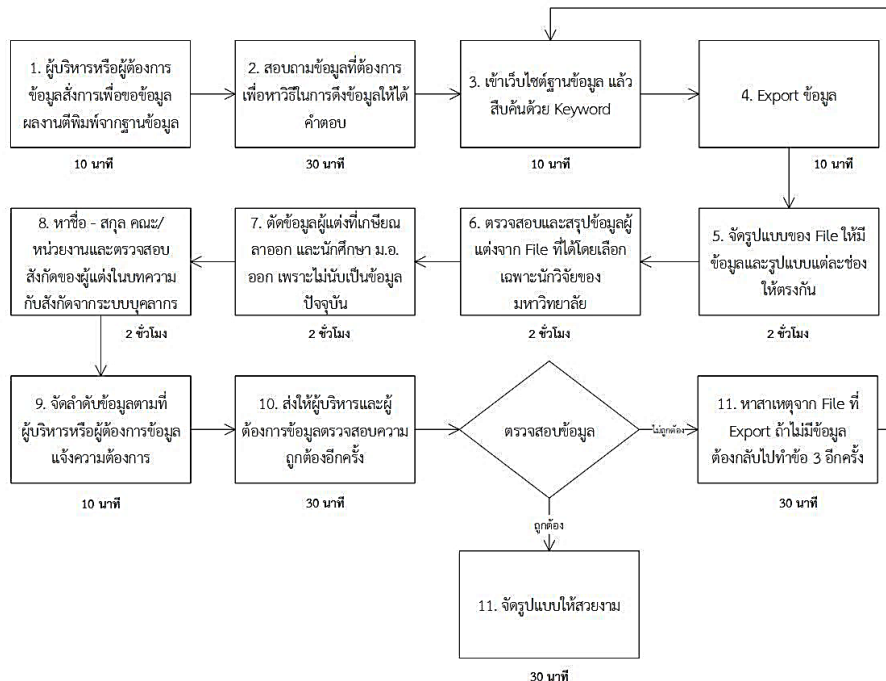 1. ผู้บริหารหรือผู้ต้องการ
ข้อมูลสั่งการเพื่อขอข้อมูล
ผลงานตีพิมพ์จากฐานข้อมูล
10 นาที
2. สอบถามข้อมูลที่ต้องการ
เพื่อหาวิธีในการดึงข้อมูลให้ได้
คำตอบ
30 นาที
3. เข้าเว็บไซต์ฐานข้อมูล แล้ว
สืบค้นด้วย Keyword
10 นาที
4. Export ข้อมูล
10 นาที
5. จัดรูปแบบของ File ให้มี
ข้อมูลและรูปแบบแต่ละช่อง
ให้ตรงกัน
2 ชั่วโมง
6. ตรวจสอบและสรุปข้อมูลผู้
แต่งจาก File ที่ได้โดยเลือก
เฉพาะนักวิจัยของ
มหาวิทยาลัย
2 ชั่วโมง
7. ตัดข้อมูลผู้แต่งที่เกษียณ
ลาออก และนักศึกษา ม.อ.
ออก เพราะไม่นับเป็นข้อมูล
ปัจจุบัน
2 ชั่วโมง
8. หาชื่อ - สกุล คณะ/
หน่วยงานและตรวจสอบ
สังกัดของผู้แต่งในบทความ
กับสังกัดจากระบบบุคลากร
2 ชั่วโมง
9. จัดลำดับข้อมูลตามที่
ผู้บริหารหรือผู้ต้องการข้อมูล
แจ้งความต้องการ
10 นาที
10. ส่งให้ผู้บริหารและผู้
ต้องการข้อมูลตรวจสอบความ
ถูกต้องอีกครั้ง
30 นาที
ตรวจสอบข้อมูล
ไม่ถูกต้อง
11. หาสาเหตุจาก File ที่
Export ถ้าไม่มีข้อมูล
ต้องกลับไปทำข้อ 3 อีกครั้ง
30 นาที
ถูกต้อง
11. จัดรูปแบบให้สวยงาม
30 นาที